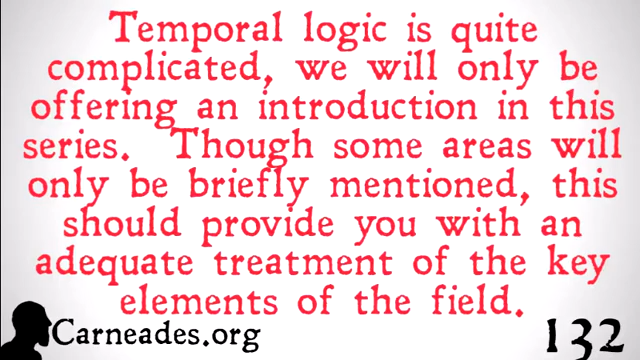 Temporal logic is quite
complicated, we will only be
offering an introduction in this
series. Though some areas will
only be briefly mentioned, this
should provide you with an
adequate treatment of the key
elements of the field.
Carneades.org
132